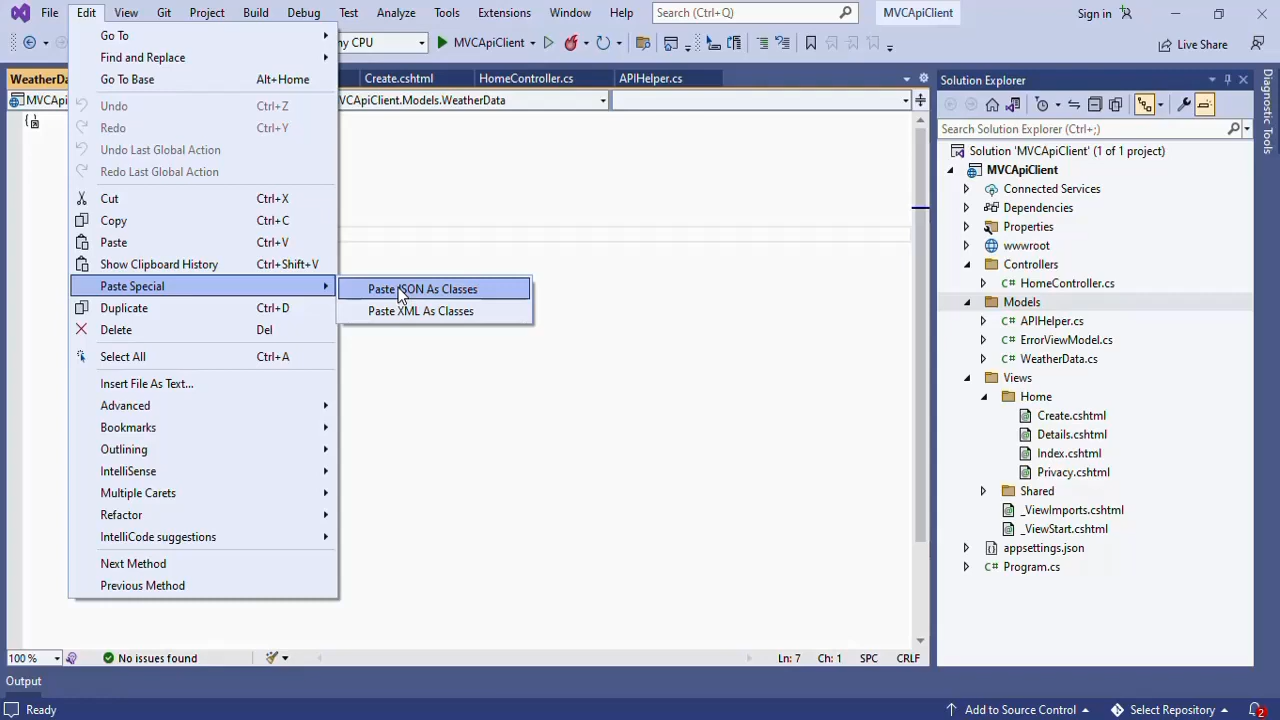 File Edit View Git Project Build Debug Test Analyze Tools Extensions Window Help Search (Ctrl+Q) MVCApiClient Sign in
ny CPU MVCApiClient Live Share
WeatherDa Create.cshtml HomeController.cs APIHelper.cs
MVCApi VCApiClient.Models.WeatherData
Go To
Find and Replace
Go To Base Alt+Home
Undo Ctrl+Z
Redo Ctrl+Y
Undo Last Global Action
Redo Last Global Action
Cut Ctrl+X
Copy Ctrl+C
Paste Ctrl+V
Show Clipboard History Ctrl+Shift+V
Paste Special
Duplicate Ctrl+D
Delete Del
Select All Ctrl+A
Insert File As Text...
Advanced
Bookmarks
Outlining
IntelliSense
Multiple Carets
Refactor
IntelliCode suggestions
Next Method
Previous Method
Paste JSON As Classes
Paste XML As Classes
Solution Explorer
Search Solution Explorer (Ctrl+;)
Solution 'MVCApiClient' (1 of 1 project)
MVCApiClient
Connected Services
Dependencies
Properties
wwwroot
Controllers
C# HomeController.cs
Models
C# APIHelper.cs
C# ErrorViewModel.cs
C# WeatherData.cs
Views
Home
Create.cshtml
Details.cshtml
Index.cshtml
Privacy.cshtml
Shared
_ViewImports.cshtml
_ViewStart.cshtml
appsettings.json
C# Program.cs
Diagnostic Tools
100 % No issues found Ln: 7 Ch: 1 SPC CRLF
Output
Ready Add to Source Control Select Repository 2